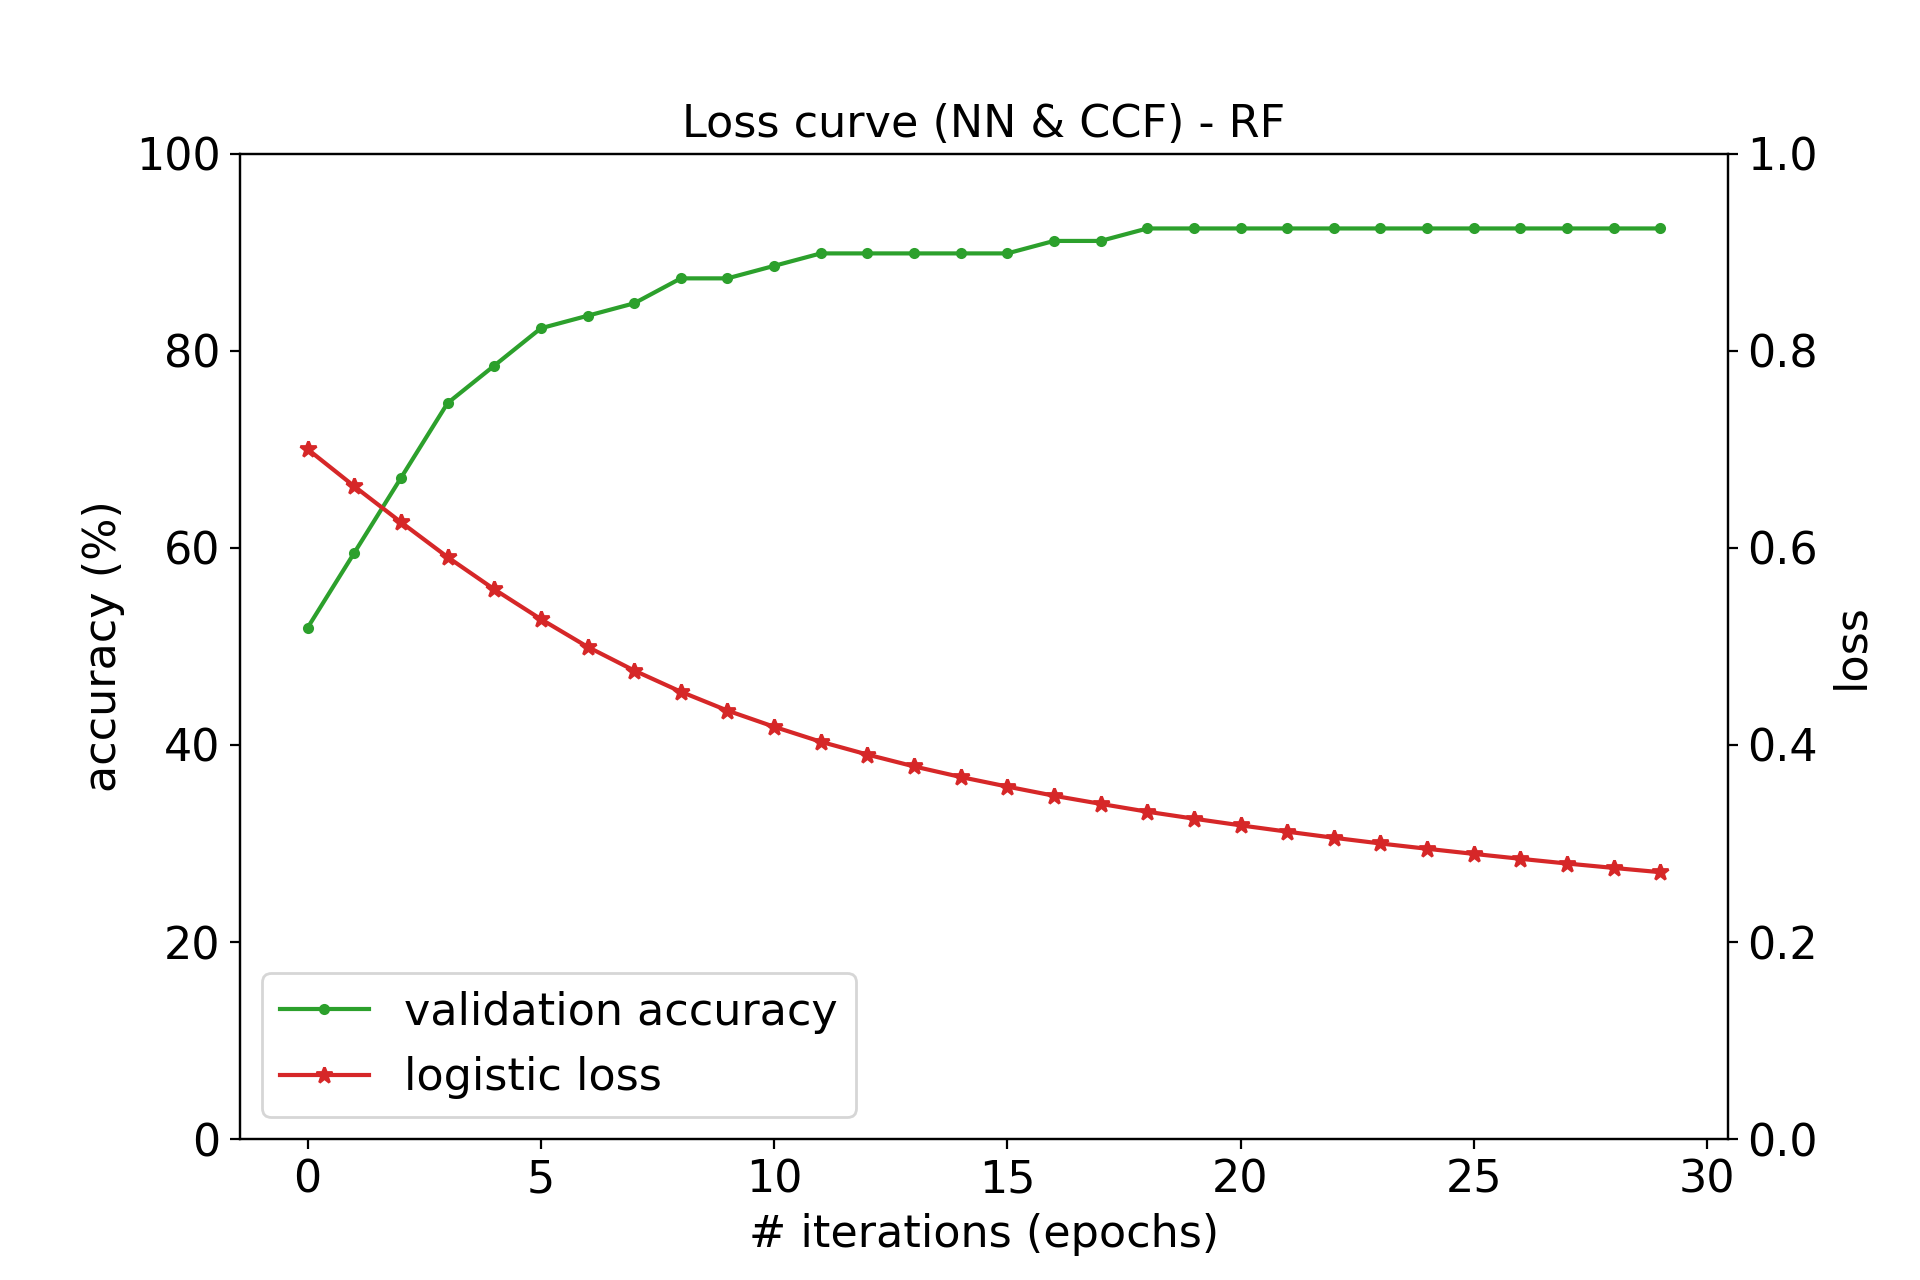 Loss curve (NN & CCF) - RF
100
80
60
40
20
0
accuracy (%)
1.0
0.8
0.6
0.4
0.2
0.0
loss
validation accuracy
logistic loss
0 5 10 15 20 25 30
# iterations (epochs)